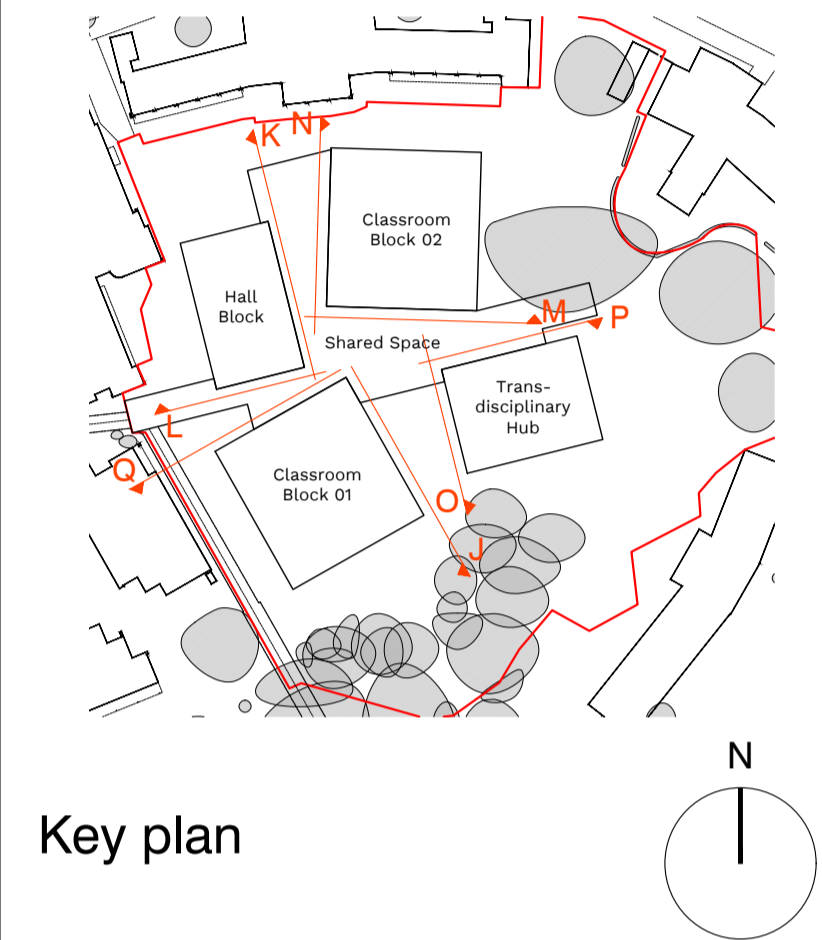 K
N
Classroom
Block 02
Hall
Block
M
P
Shared Space
Trans-
disciplinary
Hub
L
Q
Classroom
Block 01
O
J
N
Key plan